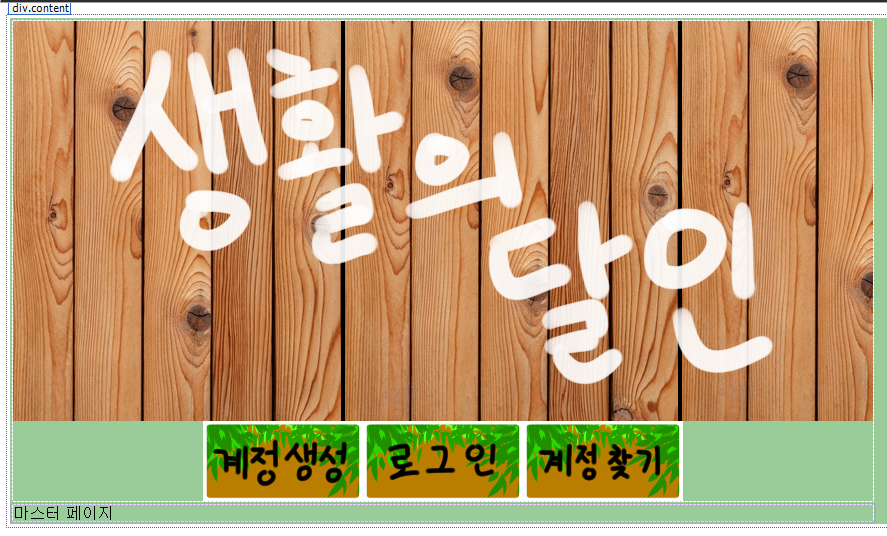 div.content
생활의
달인
계정생성 로그인 계정찾기
마스터 페이지